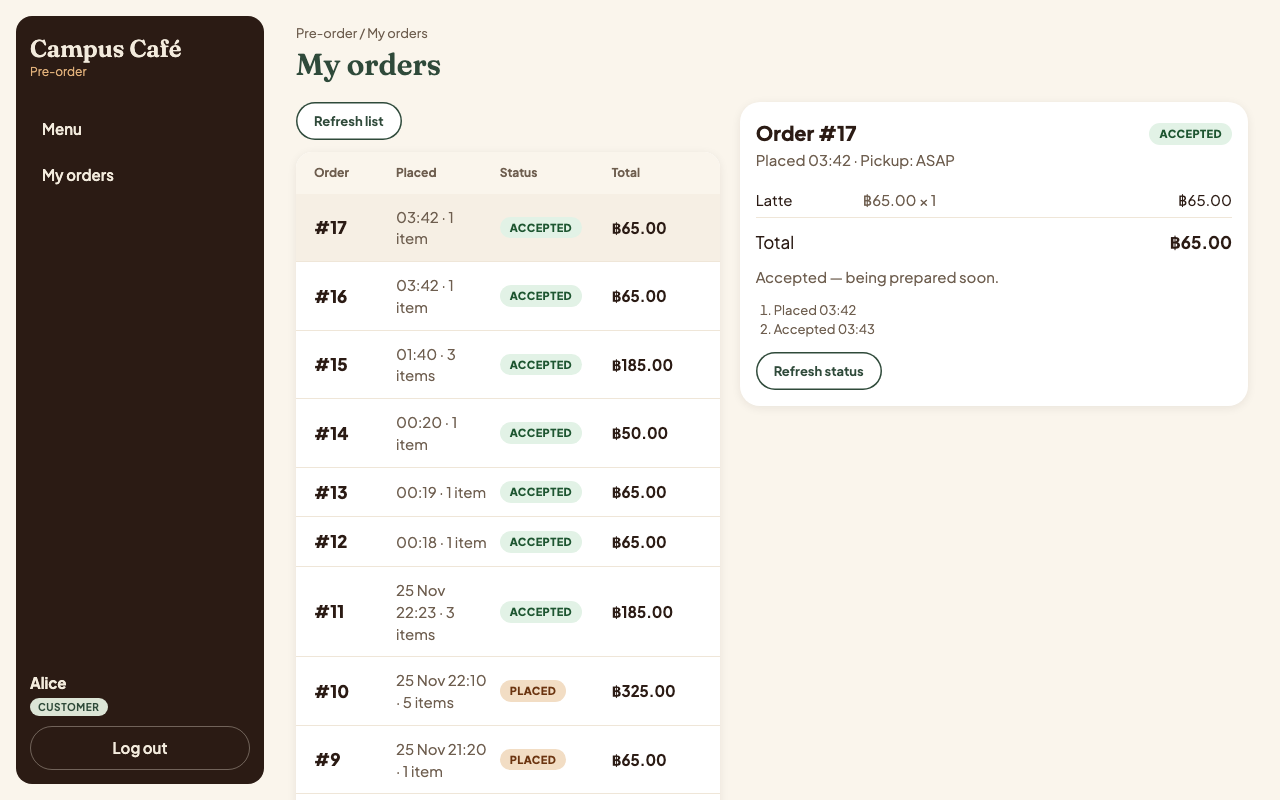 Campus Café
Pre-order
Menu
My orders
Alice
CUSTOMER
Log out
Pre-order / My orders
My orders
Refresh list
Order Placed Status Total
#17 03:42 · 1 item ACCEPTED ฿65.00
#16 03:42 · 1 item ACCEPTED ฿65.00
#15 01:40 · 3 items ACCEPTED ฿185.00
#14 00:20 · 1 item ACCEPTED ฿50.00
#13 00:19 · 1 item ACCEPTED ฿65.00
#12 00:18 · 1 item ACCEPTED ฿65.00
#11 25 Nov 22:23 · 3 items ACCEPTED ฿185.00
#10 25 Nov 22:10 · 5 items PLACED ฿325.00
#9 25 Nov 21:20 · 1 item PLACED ฿65.00
Order #17 ACCEPTED
Placed 03:42 · Pickup: ASAP
Latte ฿65.00 × 1 ฿65.00
Total ฿65.00
Accepted — being prepared soon.
1. Placed 03:42
2. Accepted 03:43
Refresh status